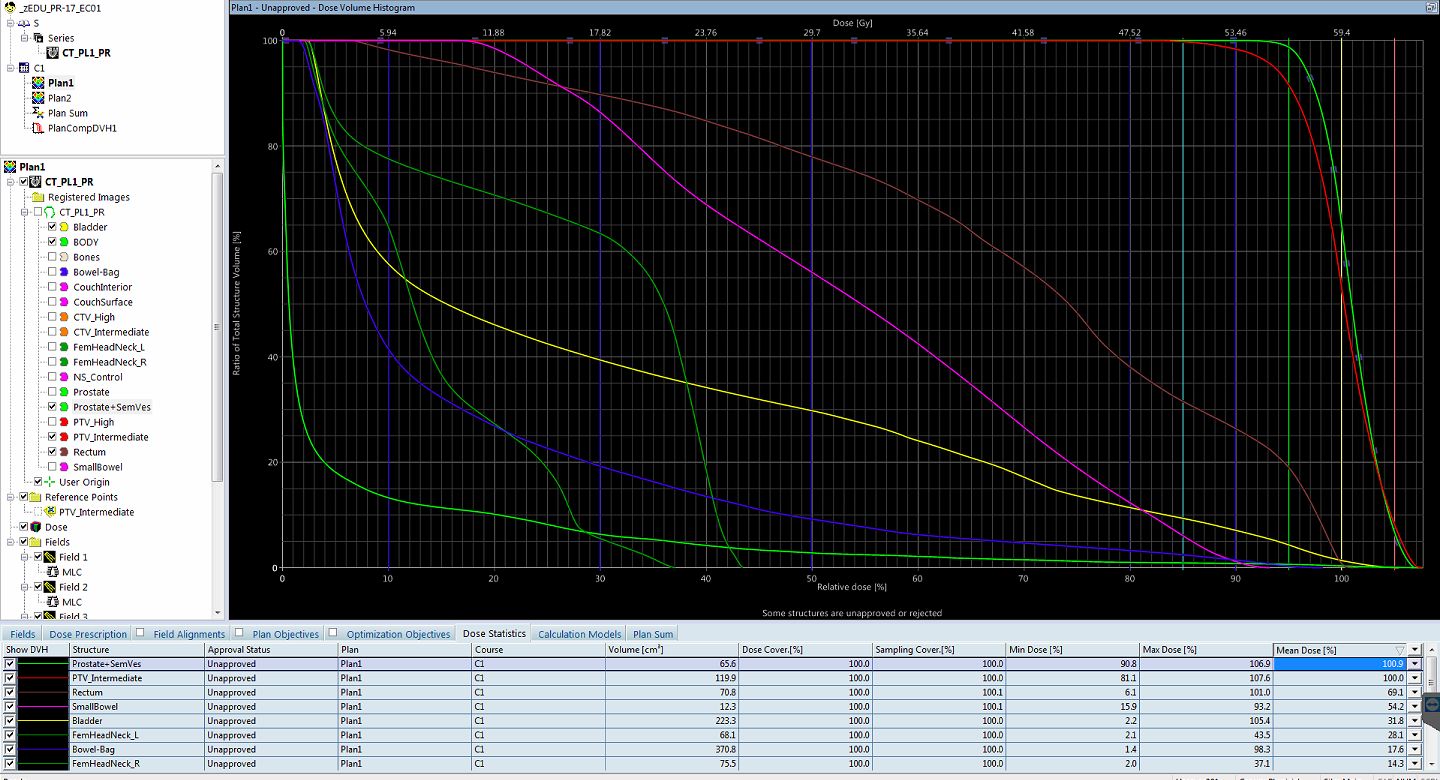 _zEDU_PR-17_EC01
S
Series
CT_PL1_PR
C1
Plan1
Plan2
Plan Sum
PlanCompDVH1
Plan1
CT_PL1_PR
Registered Images
CT_PL1_PR
Bladder
BODY
Bones
Bowel-Bag
CouchInterior
CouchSurface
CTV_High
CTV_Intermediate
FemHeadNeck_L
FemHeadNeck_R
NS_Control
Prostate
Prostate+SemVes
PTV_High
PTV_Intermediate
Rectum
SmallBowel
User Origin
Reference Points
PTV_Intermediate
Dose
Fields
Field 1
MLC
Field 2
MLC
Field 3
Plan1 - Unapproved - Dose Volume Histogram
Dose [Gy]
0 5.94 11.88 17.82 23.76 29.7 35.64 41.58 47.52 53.46 59.4
100
80
60
40
20
0
Ratio of Total Structure Volume [%]
0 10 20 30 40 50 60 70 80 90 100
Relative dose [%]
Some structures are unapproved or rejected
Fields Dose Prescription Field Alignments Plan Objectives Optimization Objectives Dose Statistics Calculation Models Plan Sum
Show DVH Structure Approval Status Plan Course Volume [cm³] Dose Cover.[%] Sampling Cover.[%] Min Dose [%] Max Dose [%] Mean Dose [%]
Prostate+SemVes Unapproved Plan1 C1 65.6 100.0 100.0 90.8 106.9 100.9
PTV_Intermediate Unapproved Plan1 C1 119.9 100.0 100.0 81.1 107.6 100.0
Rectum Unapproved Plan1 C1 70.8 100.0 100.1 6.1 101.0 69.1
SmallBowel Unapproved Plan1 C1 12.3 100.0 100.1 15.9 93.2 54.2
Bladder Unapproved Plan1 C1 223.3 100.0 100.0 2.2 105.4 31.8
FemHeadNeck_L Unapproved Plan1 C1 68.1 100.0 100.0 2.1 43.5 28.1
Bowel-Bag Unapproved Plan1 C1 370.8 100.0 100.0 1.4 98.3 17.6
FemHeadNeck_R Unapproved Plan1 C1 75.5 100.0 100.0 2.0 37.1 14.3